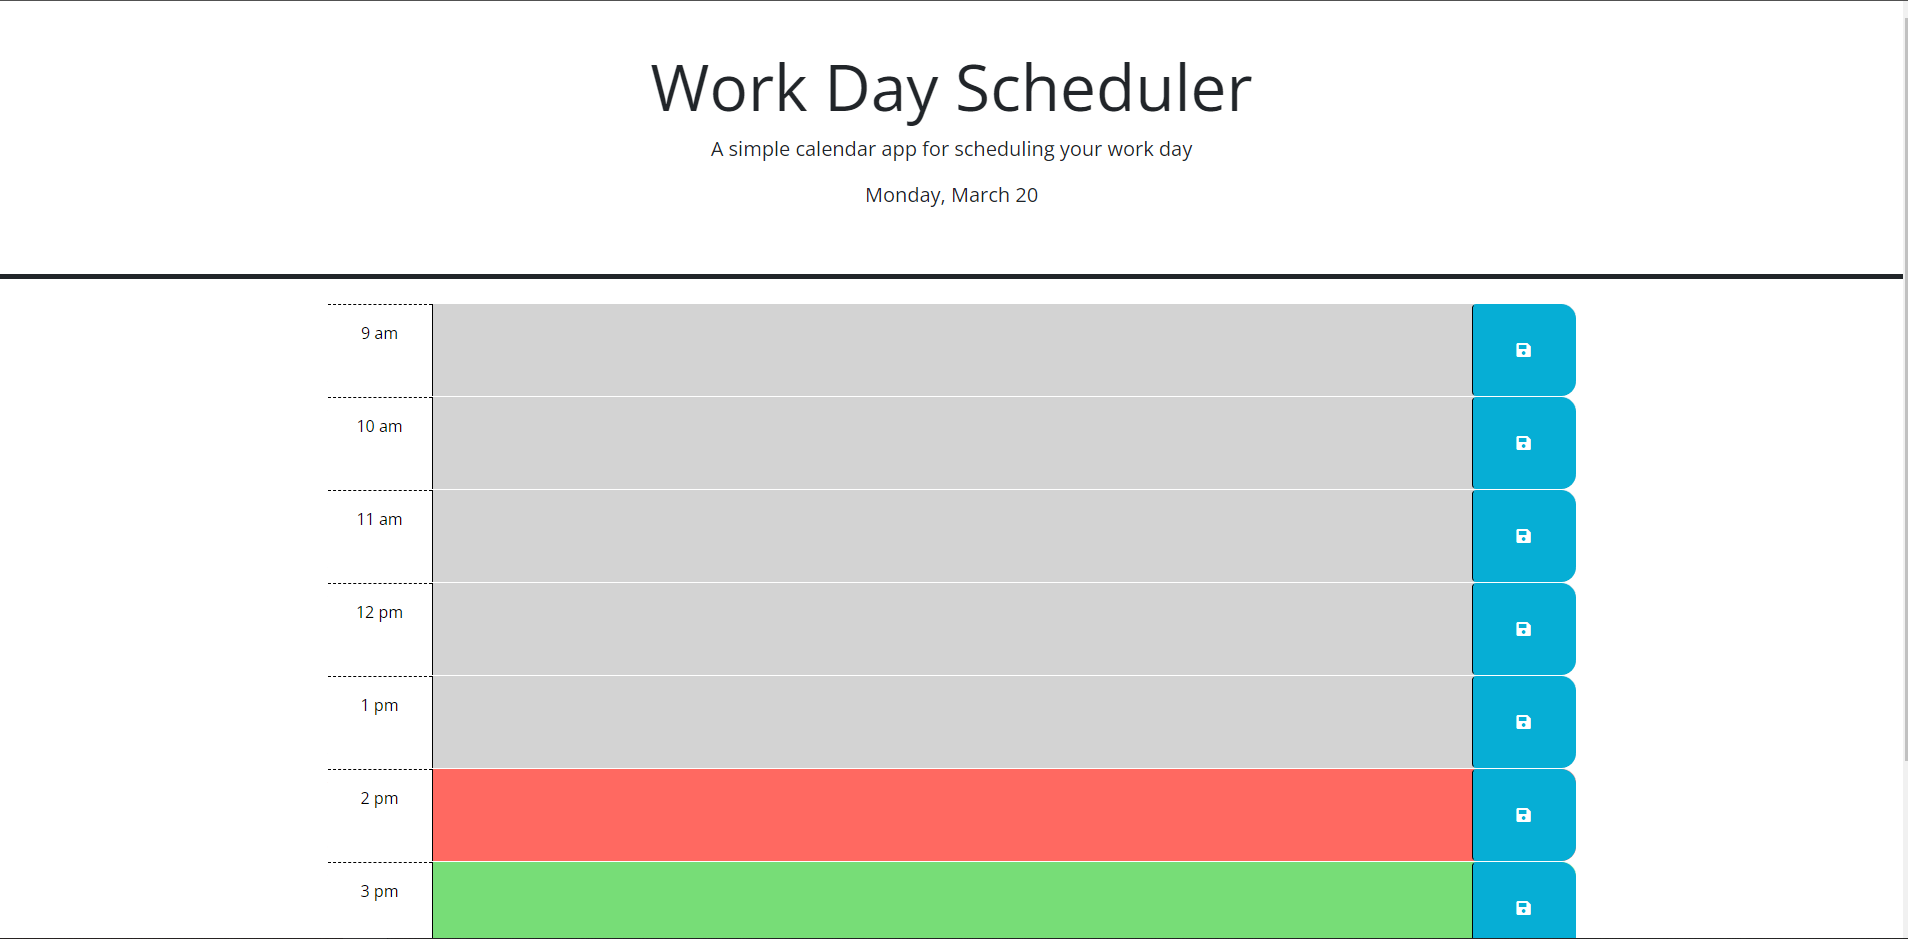 Work Day Scheduler
A simple calendar app for scheduling your work day
Monday, March 20
9 am
10 am
11 am
12 pm
1 pm
2 pm
3 pm